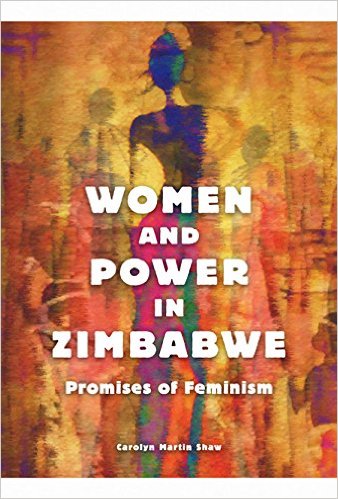 WOMEN
AND
POWER
IN
ZIMBABWE
Promises of Feminism
Carolyn Martin Shaw